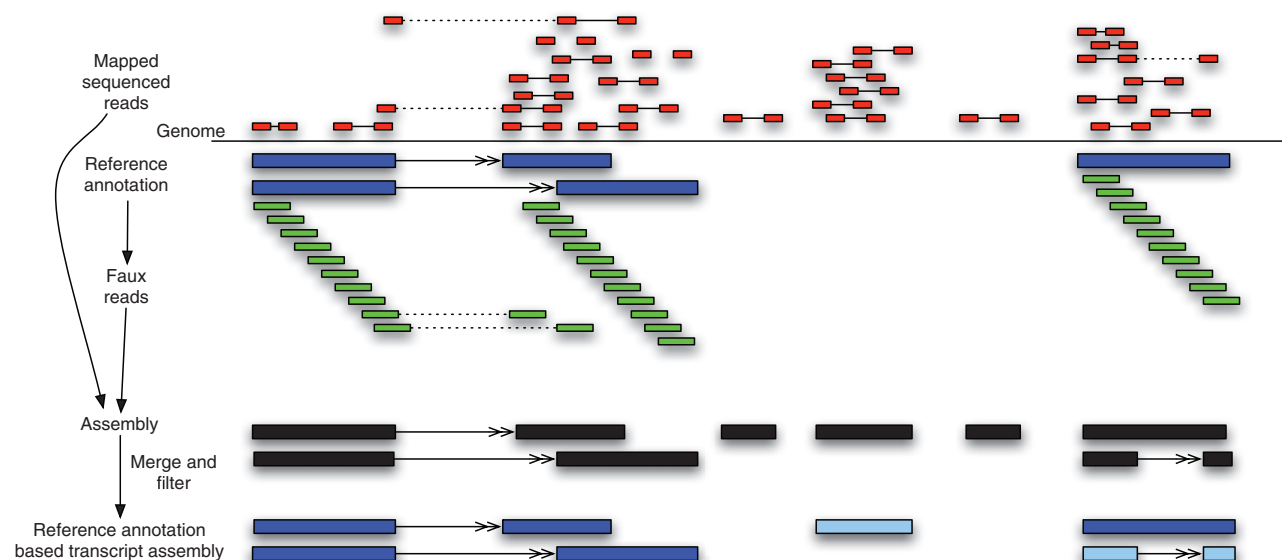 Mapped
sequenced
reads
Genome
Reference
annotation
Faux
reads
Assembly
Merge and
filter
Reference annotation
based transcript assembly